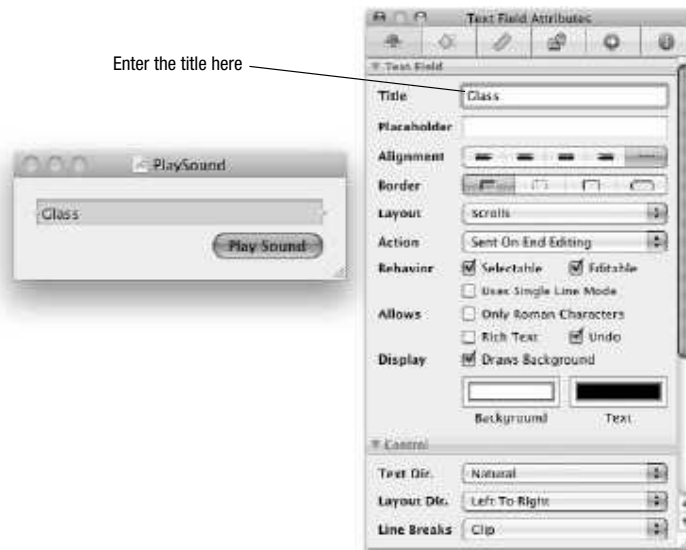 Enter the title here
PlaySound
Glass
Play Sound
Text Field Attributes
Text Field
Title
Glass
Placeholder
Alignment
Border
Layout
Scrolls
Action
Sent On End Editing
Behavior
Selectable
Editable
Uses Single Line Mode
Allows
Only Roman Characters
Rich Text
Undo
Display
Draws Background
Background
Text
Control
Text Dir.
Natural
Layout Dir.
Left To Right
Line Breaks
Clip